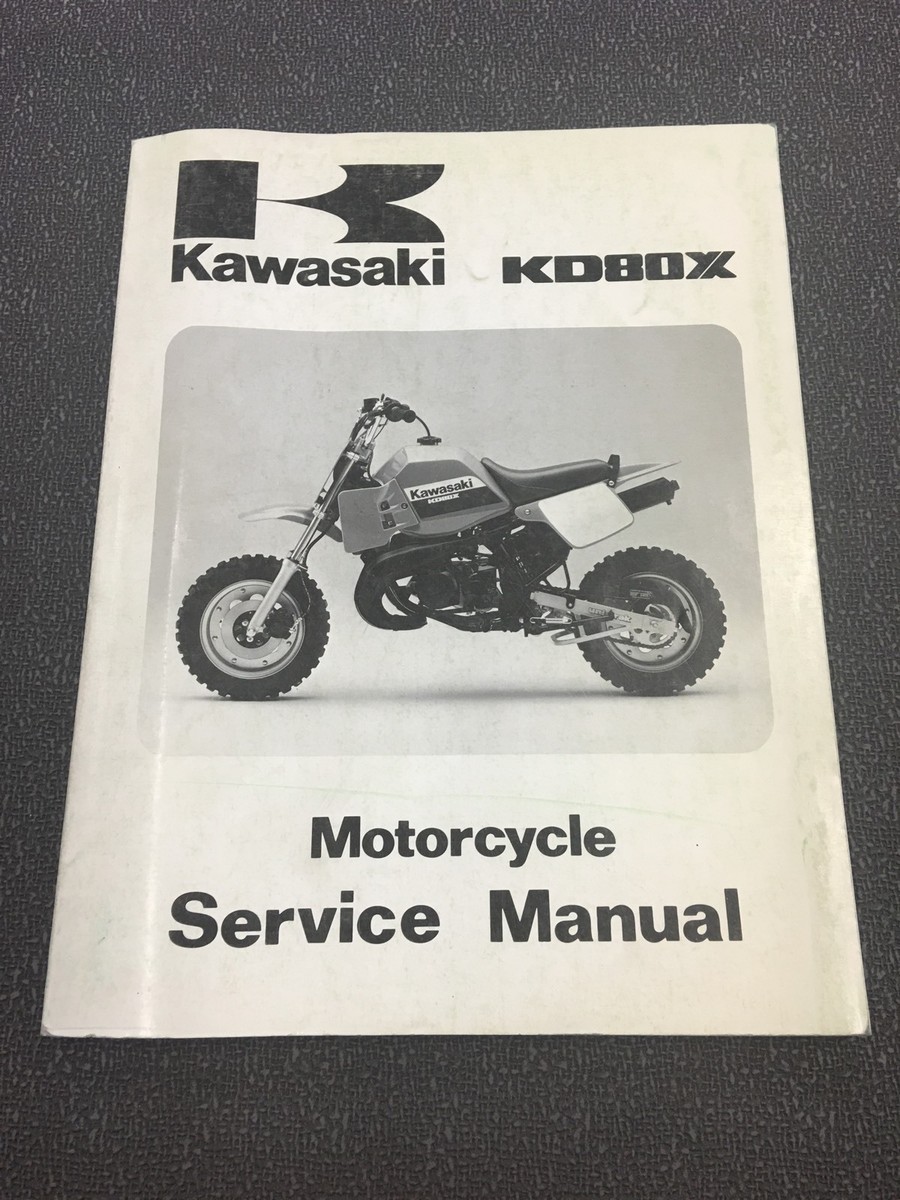 Kawasaki KD80X
Kawasaki
KD80X
Motorcycle
Service Manual